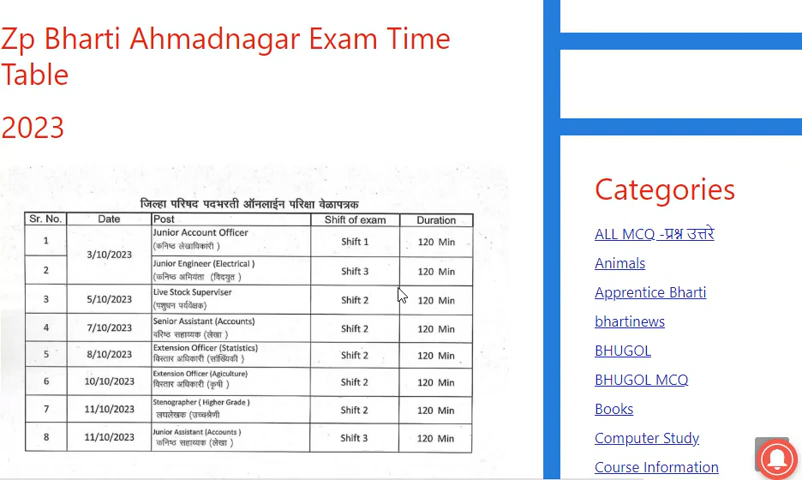 Zp Bharti Ahmadnagar Exam Time
Table
2023
जिल्हा परिषद पदभरती ऑनलाईन परिक्षा वेळापत्रक
Sr. No. Date Post Shift of exam Duration
1 3/10/2023 Junior Account Officer Shift 1 120 Min
(कनिष्ठ लेखाधिकारी )
2 Junior Engineer (Electrical ) Shift 3 120 Min
(कनिष्ठ अभियंता (विदयुत )
3 5/10/2023 Live Stock Superviser Shift 2 120 Min
(पशुधन पर्यवेक्षक)
4 7/10/2023 Senior Assistant (Accounts) Shift 2 120 Min
वरिष्ठ सहाय्यक (लेखा )
5 8/10/2023 Extension Officer (Statistics) Shift 2 120 Min
विस्तार अधिकारी (सांख्यिकी )
6 10/10/2023 Extension Officer (Agiculture) Shift 2 120 Min
विस्तार अधिकारी (कृषी )
7 11/10/2023 Stenographer ( Higher Grade ) Shift 2 120 Min
लघलेखक (उच्चश्रेणी
8 11/10/2023 Junior Assistant (Accounts ) Shift 3 120 Min
कनिष्ठ सहाय्यक (लेखा )
Categories
ALL MCQ -प्रश्न उत्तरे
Animals
Apprentice Bharti
bhartinews
BHUGOL
BHUGOL MCQ
Books
Computer Study
Course Information